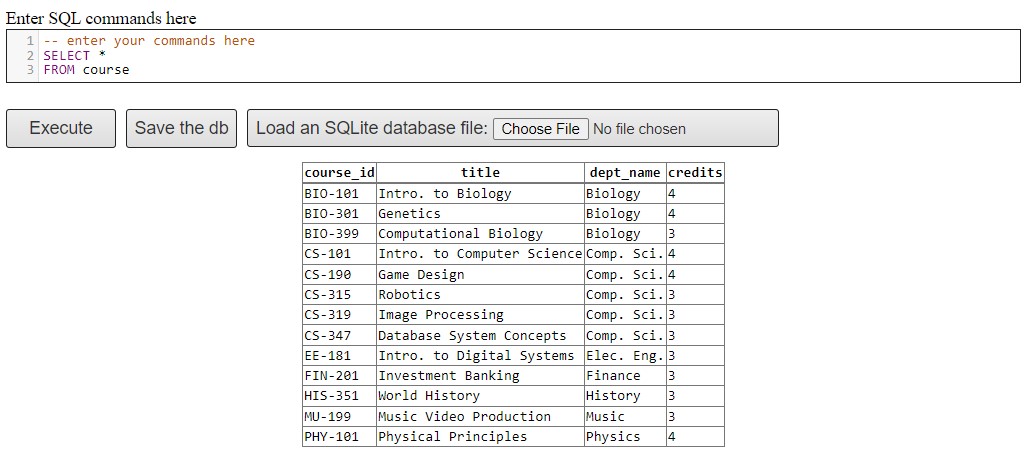 Enter SQL commands here
1 -- enter your commands here
2 SELECT *
3 FROM course
Execute Save the db Load an SQLite database file: Choose File No file chosen
course_id title dept_name credits
BIO-101 Intro. to Biology Biology 4
BIO-301 Genetics Biology 4
BIO-399 Computational Biology Biology 3
CS-101 Intro. to Computer Science Comp. Sci. 4
CS-190 Game Design Comp. Sci. 4
CS-315 Robotics Comp. Sci. 3
CS-319 Image Processing Comp. Sci. 3
CS-347 Database System Concepts Comp. Sci. 3
EE-181 Intro. to Digital Systems Elec. Eng. 3
FIN-201 Investment Banking Finance 3
HIS-351 World History History 3
MU-199 Music Video Production Music 3
PHY-101 Physical Principles Physics 4